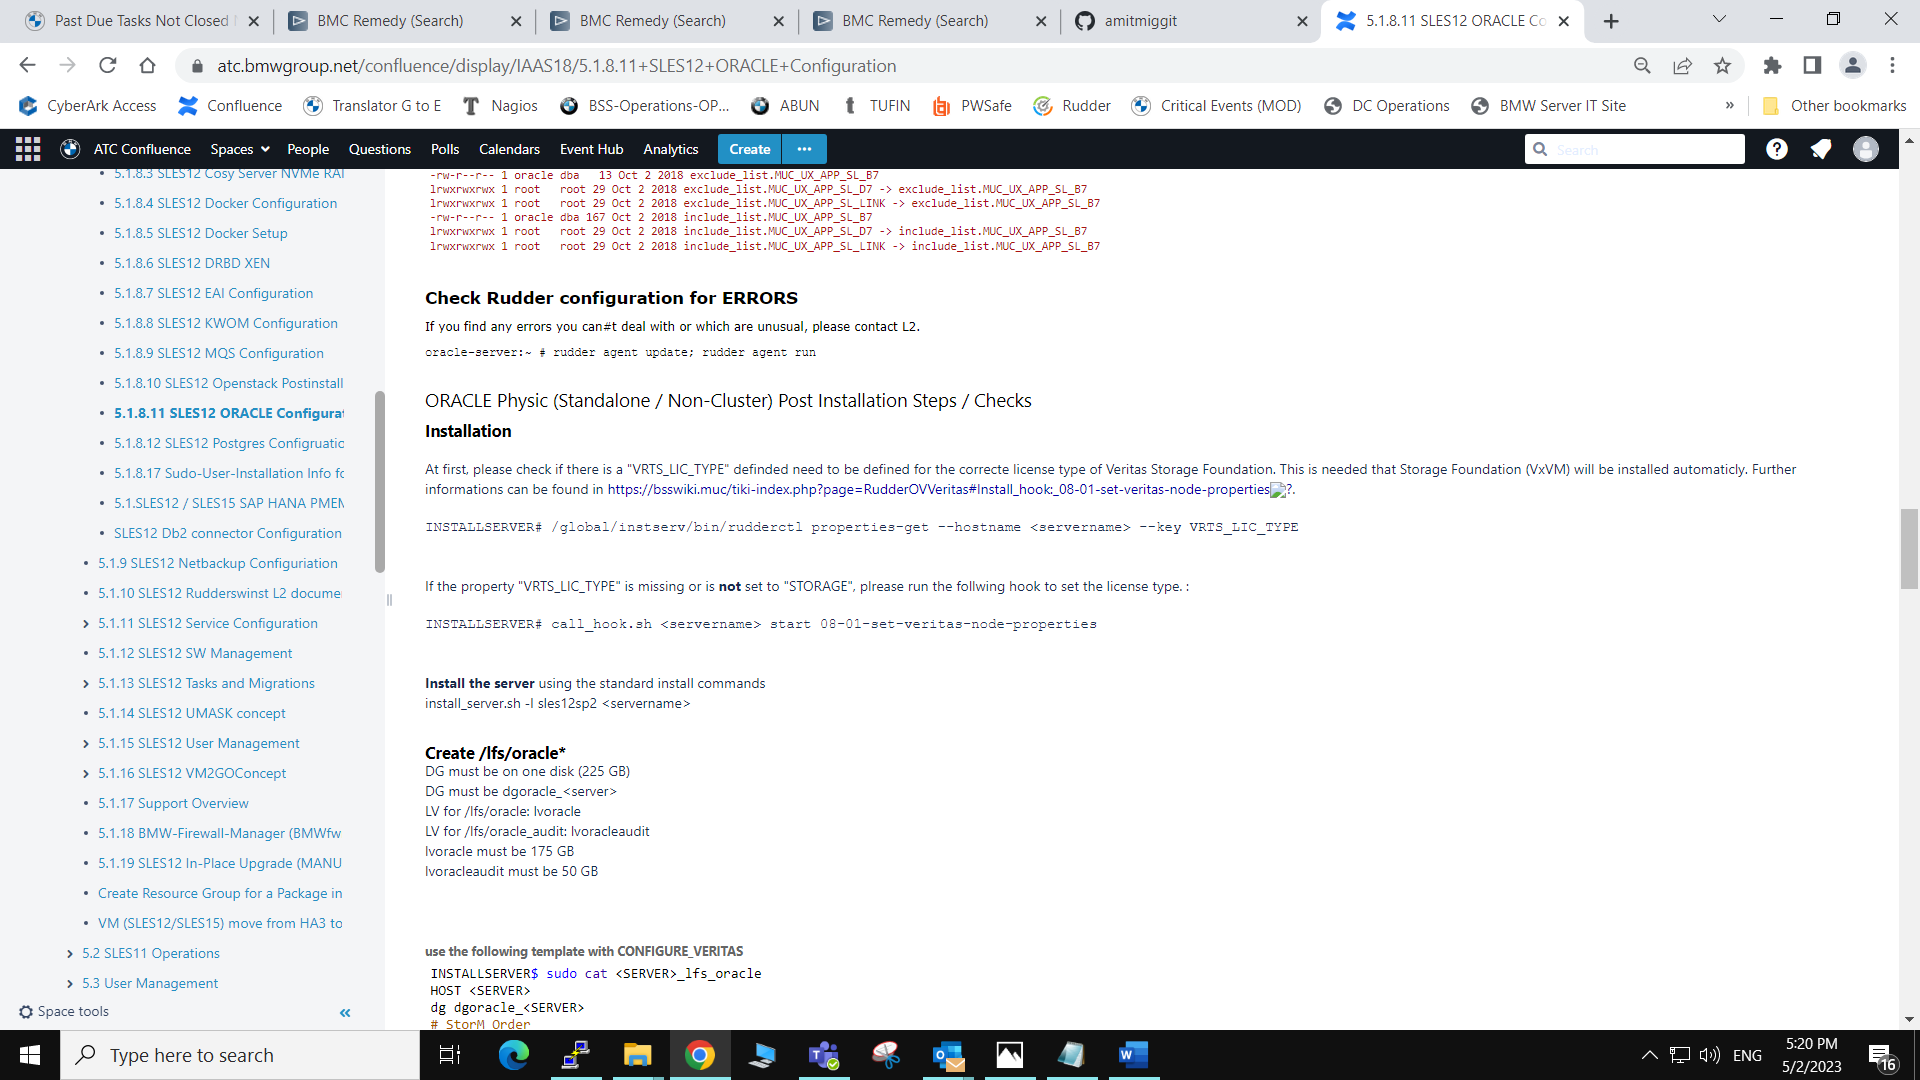 Past Due Tasks Not Closed
BMC Remedy (Search)
BMC Remedy (Search)
BMC Remedy (Search)
amitmiggit
5.1.8.11 SLES12 ORACLE Co
atc.bmwgroup.net/confluence/display/IAAS18/5.1.8.11+SLES12+ORACLE+Configuration
CyberArk Access
Confluence
Translator G to E
Nagios
BSS-Operations-OP...
ABUN
TUFIN
PWSafe
Rudder
Critical Events (MOD)
DC Operations
BMW Server IT Site
»
Other bookmarks
ATC Confluence
Spaces
People
Questions
Polls
Calendars
Event Hub
Analytics
Create
•••
Search
5.1.8.3 SLES12 Cosy Server NVMe RAI
5.1.8.4 SLES12 Docker Configuration
5.1.8.5 SLES12 Docker Setup
5.1.8.6 SLES12 DRBD XEN
5.1.8.7 SLES12 EAI Configuration
5.1.8.8 SLES12 KWOM Configuration
5.1.8.9 SLES12 MQS Configuration
5.1.8.10 SLES12 Openstack Postinstall
5.1.8.11 SLES12 ORACLE Configurat
5.1.8.12 SLES12 Postgres Configruatio
5.1.8.17 Sudo-User-Installation Info fo
5.1.SLES12 / SLES15 SAP HANA PMEM
SLES12 Db2 connector Configuration
5.1.9 SLES12 Netbackup Configuriation
5.1.10 SLES12 Rudderswinst L2 docume
5.1.11 SLES12 Service Configuration
5.1.12 SLES12 SW Management
5.1.13 SLES12 Tasks and Migrations
5.1.14 SLES12 UMASK concept
5.1.15 SLES12 User Management
5.1.16 SLES12 VM2GOConcept
5.1.17 Support Overview
5.1.18 BMW-Firewall-Manager (BMWfw
5.1.19 SLES12 In-Place Upgrade (MANU
Create Resource Group for a Package in
VM (SLES12/SLES15) move from HA3 to
5.2 SLES11 Operations
5.3 User Management
Space tools
«
-rw-r--r-- 1 oracle dba   13 Oct 2 2018 exclude_list.MUC_UX_APP_SL_B7
lrwxrwxrwx 1 root   root 29 Oct 2 2018 exclude_list.MUC_UX_APP_SL_D7 -> exclude_list.MUC_UX_APP_SL_B7
lrwxrwxrwx 1 root   root 29 Oct 2 2018 exclude_list.MUC_UX_APP_SL_LINK -> exclude_list.MUC_UX_APP_SL_B7
-rw-r--r-- 1 oracle dba 167 Oct 2 2018 include_list.MUC_UX_APP_SL_B7
lrwxrwxrwx 1 root   root 29 Oct 2 2018 include_list.MUC_UX_APP_SL_D7 -> include_list.MUC_UX_APP_SL_B7
lrwxrwxrwx 1 root   root 29 Oct 2 2018 include_list.MUC_UX_APP_SL_LINK -> include_list.MUC_UX_APP_SL_B7
Check Rudder configuration for ERRORS
If you find any errors you can#t deal with or which are unusual, please contact L2.
oracle-server:~ # rudder agent update; rudder agent run
ORACLE Physic (Standalone / Non-Cluster) Post Installation Steps / Checks
Installation
At first, please check if there is a "VRTS_LIC_TYPE" definded need to be defined for the correcte license type of Veritas Storage Foundation. This is needed that Storage Foundation (VxVM) will be installed automaticly. Further
informations can be found in https://bsswiki.muc/tiki-index.php?page=RudderOVVeritas#Install_hook:_08-01-set-veritas-node-properties?.
INSTALLSERVER# /global/instserv/bin/rudderctl properties-get --hostname <servername> --key VRTS_LIC_TYPE
If the property "VRTS_LIC_TYPE" is missing or is not set to "STORAGE", plrease run the follwing hook to set the license type. :
INSTALLSERVER# call_hook.sh <servername> start 08-01-set-veritas-node-properties
Install the server using the standard install commands
install_server.sh -I sles12sp2 <servername>
Create /lfs/oracle*
DG must be on one disk (225 GB)
DG must be dgoracle_<server>
LV for /lfs/oracle: lvoracle
LV for /lfs/oracle_audit: lvoracleaudit
lvoracle must be 175 GB
lvoracleaudit must be 50 GB
use the following template with CONFIGURE_VERITAS
INSTALLSERVER$ sudo cat <SERVER>_lfs_oracle
HOST <SERVER>
dg dgoracle_<SERVER>
# StorM Order
Type here to search
ENG
5:20 PM
5/2/2023
16